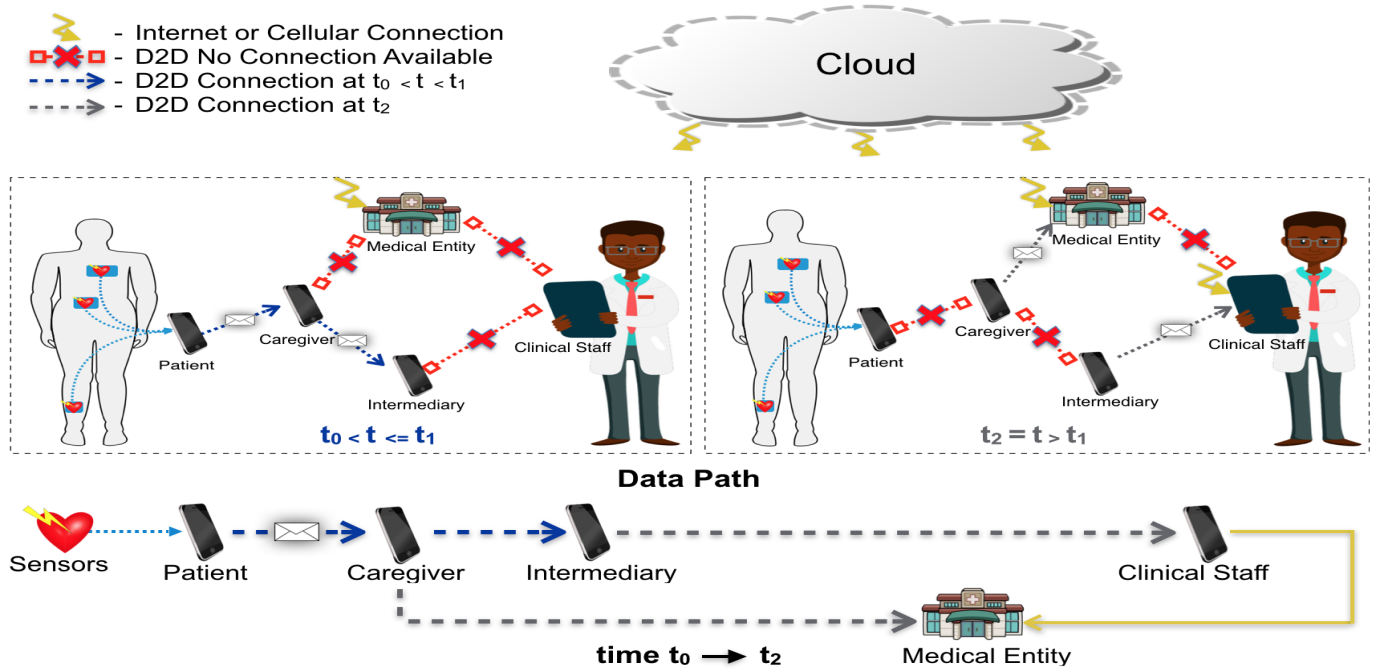 - Internet or Cellular Connection
- D2D No Connection Available
- D2D Connection at t₀ < t < t₁
- D2D Connection at t₂
Cloud
Medical Entity
Caregiver
Patient
Clinical Staff
Intermediary
t₀ < t <= t₁
Medical Entity
Caregiver
Patient
Clinical Staff
Intermediary
t₂ = t > t₁
Data Path
Sensors
Patient
Caregiver
Intermediary
Clinical Staff
time t₀ → t₂
Medical Entity